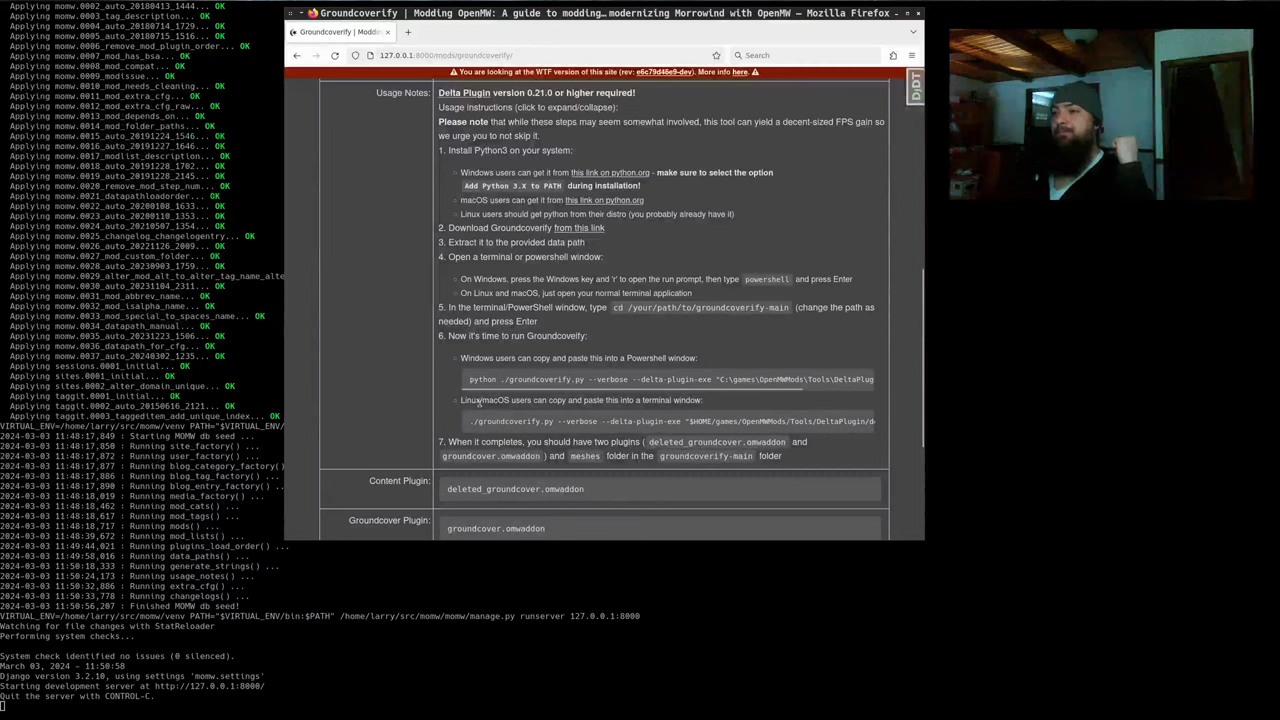 Applying momw.0002_auto_20180413_1444... OK
Applying momw.0003_tag_description... OK
Applying momw.0004_auto_20180714_1729... OK
Applying momw.0005_auto_20180715_1516... OK
Applying momw.0006_remove_mod_plugin_order... OK
Applying momw.0007_mod_has_bsa... OK
Applying momw.0008_mod_compat... OK
Applying momw.0009_modissue... OK
Applying momw.0010_mod_needs_cleaning... OK
Applying momw.0011_mod_extra_cfg... OK
Applying momw.0012_mod_extra_cfg_raw... OK
Applying momw.0013_mod_depends_on... OK
Applying momw.0014_mod_folder_paths... OK
Applying momw.0015_auto_20191224_1546... OK
Applying momw.0016_auto_20191227_1646... OK
Applying momw.0017_modlist_description... OK
Applying momw.0018_auto_20191228_1702... OK
Applying momw.0019_auto_20191228_2155... OK
Applying momw.0020_remove_mod_step_num... OK
Applying momw.0021_datapathloadorder... OK
Applying momw.0022_auto_20200108_1633... OK
Applying momw.0023_auto_20200110_1353... OK
Applying momw.0024_auto_20210507_1354... OK
Applying momw.0025_changelog_changelogentry... OK
Applying momw.0026_auto_20221126_2009... OK
Applying momw.0027_mod_custom_folder... OK
Applying momw.0028_auto_20230903_1759... OK
Applying momw.0029_alter_mod_alt_to_alter_tag_name_alte
Applying momw.0030_auto_20231104_2311... OK
Applying momw.0031_mod_abbrev_name... OK
Applying momw.0032_mod_isalpha_name... OK
Applying momw.0033_mod_special_to_spaces_name... OK
Applying momw.0034_datapath_manual... OK
Applying momw.0035_auto_20231223_1506... OK
Applying momw.0036_datapath_for_cfg... OK
Applying momw.0037_auto_20240302_1235... OK
Applying sessions.0001_initial... OK
Applying sites.0001_initial... OK
Applying sites.0002_alter_domain_unique... OK
Applying taggit.0001_initial... OK
Applying taggit.0002_auto_20150616_2121... OK
Applying taggit.0003_taggeditem_add_unique_index... OK
VIRTUAL_ENV=/home/larry/src/momw/momw/venv PATH="$VIRTUAL_
2024-03-03 11:48:17,849 : Starting MOMW db seed ...
2024-03-03 11:48:17,850 : Running site_factory() ...
2024-03-03 11:48:17,872 : Running user_factory() ...
2024-03-03 11:48:17,877 : Running blog_category_factory()
2024-03-03 11:48:17,886 : Running blog_tag_factory() ...
2024-03-03 11:48:17,890 : Running blog_entry_factory() ...
2024-03-03 11:48:18,019 : Running media_factory() ...
2024-03-03 11:48:18,462 : Running mod_cats() ...
2024-03-03 11:48:18,617 : Running mod_tags() ...
2024-03-03 11:48:18,717 : Running mods() ...
2024-03-03 11:48:39,672 : Running mod_lists() ...
2024-03-03 11:49:44,021 : Running plugins_load_order() ...
2024-03-03 11:49:58,016 : Running data_paths() ...
2024-03-03 11:50:18,333 : Running generate_strings() ...
2024-03-03 11:50:24,173 : Running usage_notes() ...
2024-03-03 11:50:32,886 : Running extra_cfg() ...
2024-03-03 11:50:33,778 : Running changelogs() ...
2024-03-03 11:50:56,207 : Finished MOMW db seed!
VIRTUAL_ENV=/home/larry/src/momw/momw/venv PATH="$VIRTUAL_ENV/bin:$PATH" /home/larry/src/momw/momw/manage.py runserver 127.0.0.1:8000
Watching for file changes with StatReloader
Performing system checks...
System check identified no issues (0 silenced).
March 03, 2024 - 11:50:58
Django version 3.2.10, using settings 'momw.settings'
Starting development server at http://127.0.0.1:8000/
Quit the server with CONTROL-C.
Groundcoverify | Modding OpenMW: A guide to modding… modernizing Morrowind with OpenMW — Mozilla Firefox
Groundcoverify | Moddin
127.0.0.1:8000/mods/groundcoverify/
Search
You are looking at the WTF version of this site (rev: e6c79d46e9-dev). More info here.
DjDT
Usage Notes:
Delta Plugin version 0.21.0 or higher required!
Usage instructions (click to expand/collapse):
Please note that while these steps may seem somewhat involved, this tool can yield a decent-sized FPS gain so
we urge you to not skip it.
1. Install Python3 on your system:
Windows users can get it from this link on python.org - make sure to select the option
Add Python 3.X to PATH during installation!
macOS users can get it from this link on python.org
Linux users should get python from their distro (you probably already have it)
2. Download Groundcoverify from this link
3. Extract it to the provided data path
4. Open a terminal or powershell window:
On Windows, press the Windows key and 'r' to open the run prompt, then type powershell and press Enter
On Linux and macOS, just open your normal terminal application
5. In the terminal/PowerShell window, type cd /your/path/to/groundcoverify-main (change the path as
needed) and press Enter
6. Now it's time to run Groundcoveify:
Windows users can copy and paste this into a Powershell window:
python ./groundcoverify.py --verbose --delta-plugin-exe "C:\games\OpenMWMods\Tools\DeltaPlug
Linux/macOS users can copy and paste this into a terminal window:
./groundcoverify.py --verbose --delta-plugin-exe "$HOME/games/OpenMWMods/Tools/DeltaPlugin/de
7. When it completes, you should have two plugins ( deleted_groundcover.omwaddon and
groundcover.omwaddon ) and meshes folder in the groundcoverify-main folder
Content Plugin:
deleted_groundcover.omwaddon
Groundcover Plugin:
groundcover.omwaddon